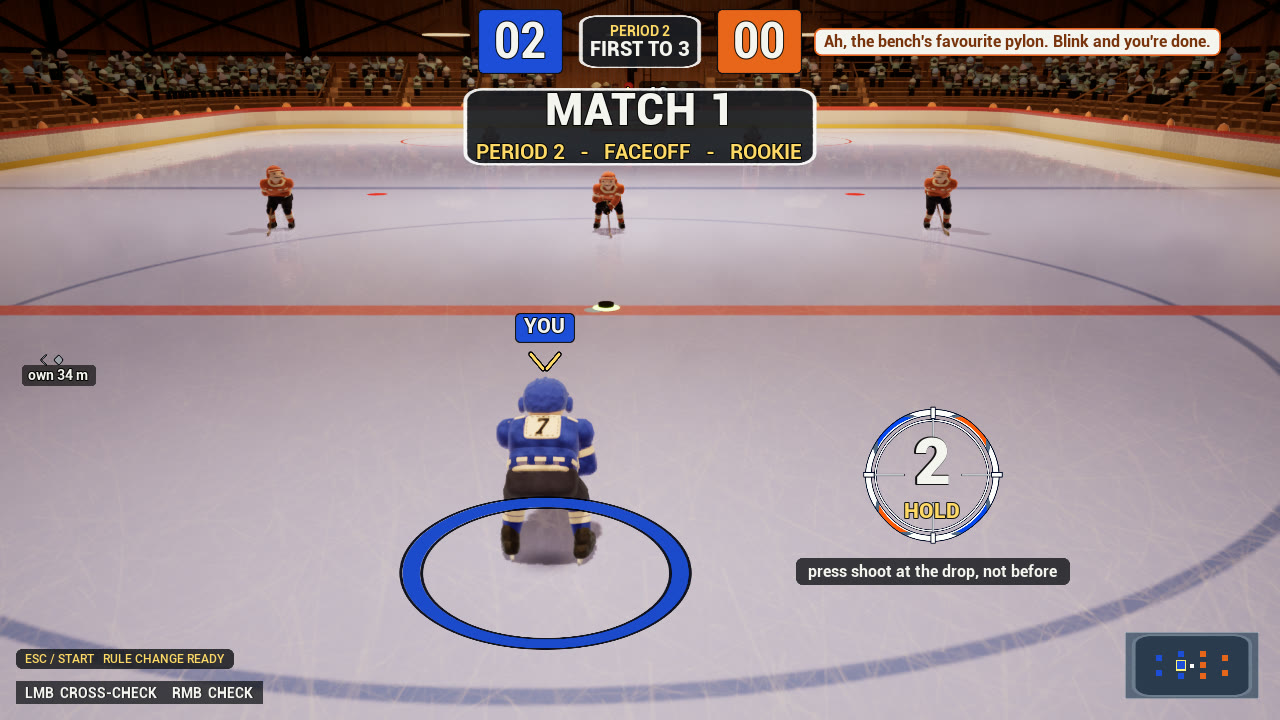 02
PERIOD 2
FIRST TO 3
00
Ah, the bench's favourite pylon. Blink and you're done.
MATCH 1
PERIOD 2 - FACEOFF - ROOKIE
YOU
own 34 m
7
2
HOLD
press shoot at the drop, not before
ESC / START RULE CHANGE READY
LMB CROSS-CHECK RMB CHECK